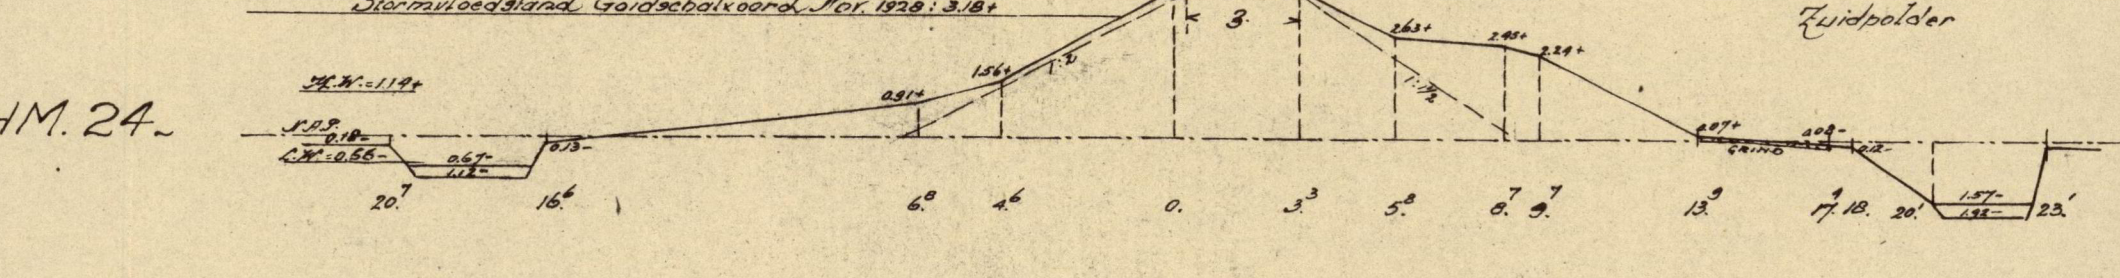 Stormvloedstand Goidschalxoord Nov. 1928: 3.18+
3.
Zuidpolder
2.63+ 2.45+ 2.24+
H.W.=1.14+
1.56+
1:2
0.91+
1:1½
HM. 24.
N.A.P.
0.18-
0.13-
0.07+ 0.08-
GRIND
0.12-
L.W.=0.55-
0.67-
1.12-
1.57-
1.92-
20.7 16.6 6.8 4.6 0. 3.3 5.8 8.7 9.7 13.9 17.9 18. 20.1 23.1